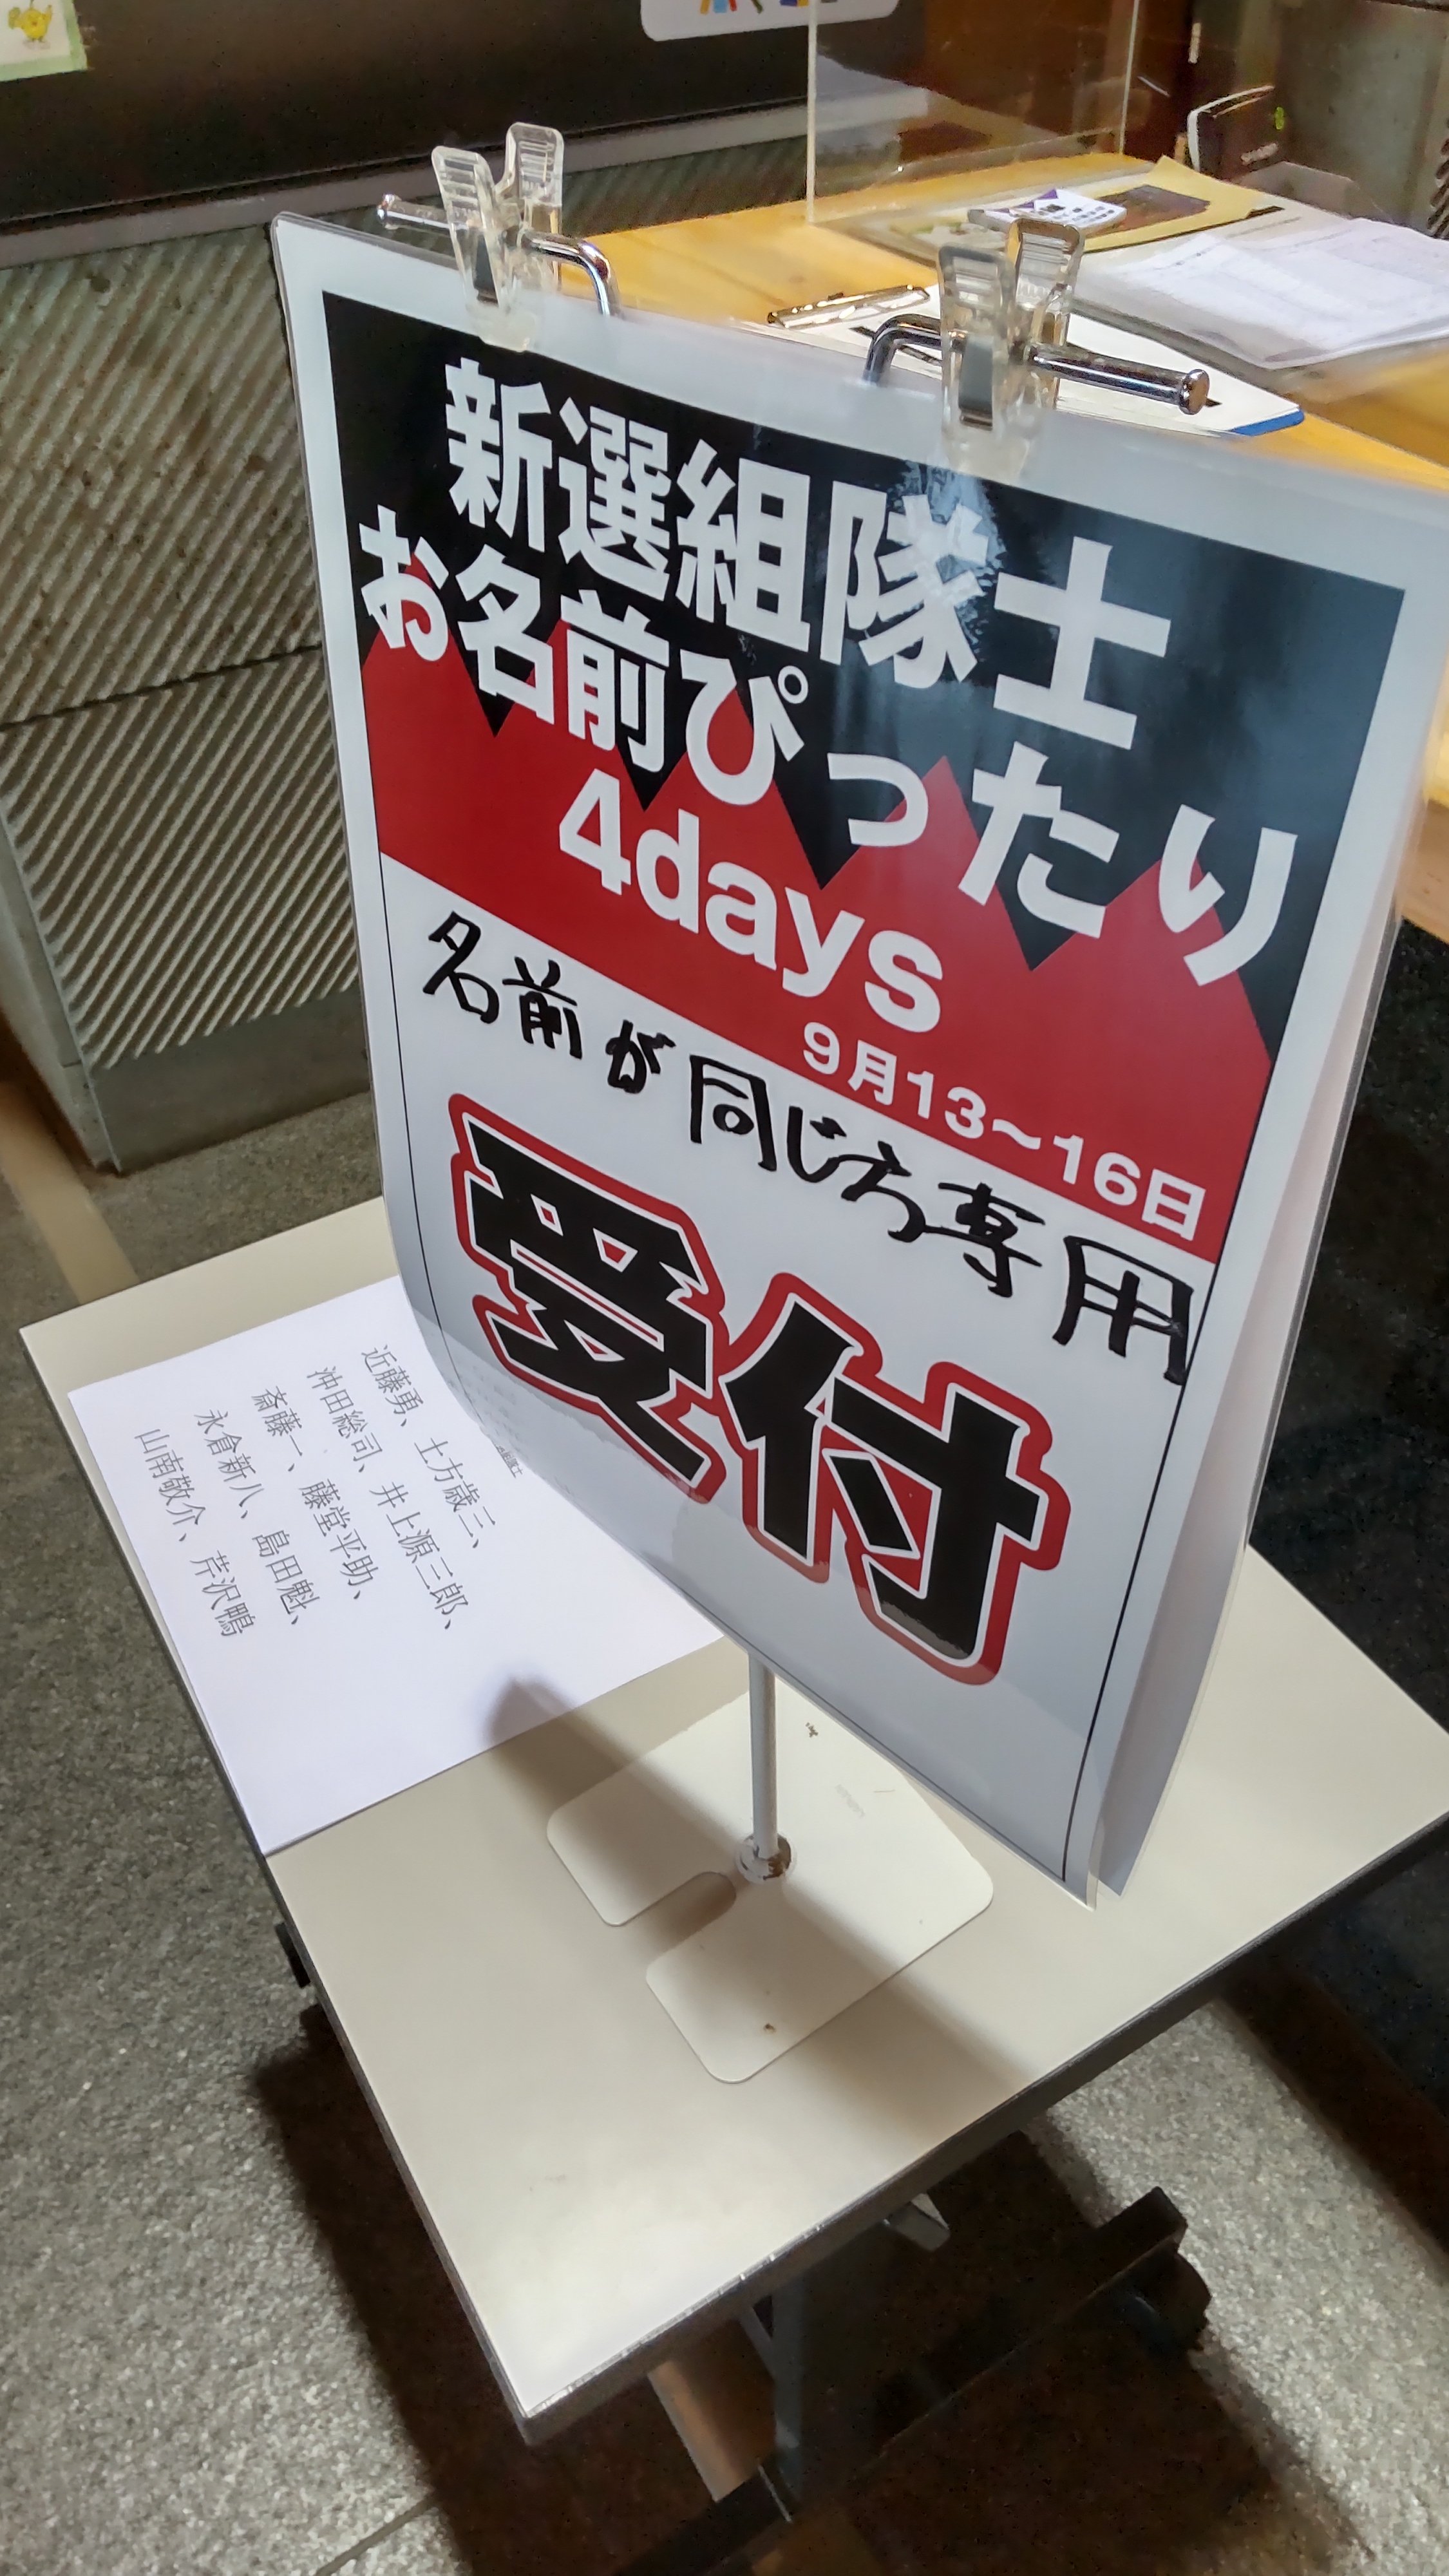 新選組隊士
お名前ぴったり
4days
9月13~16日
名前が同じ方専用
受付
近藤勇、土方歳三、
沖田総司、井上源三郎、
斎藤一、藤堂平助、
永倉新八、島田魁、
山南敬介、芹沢鴨